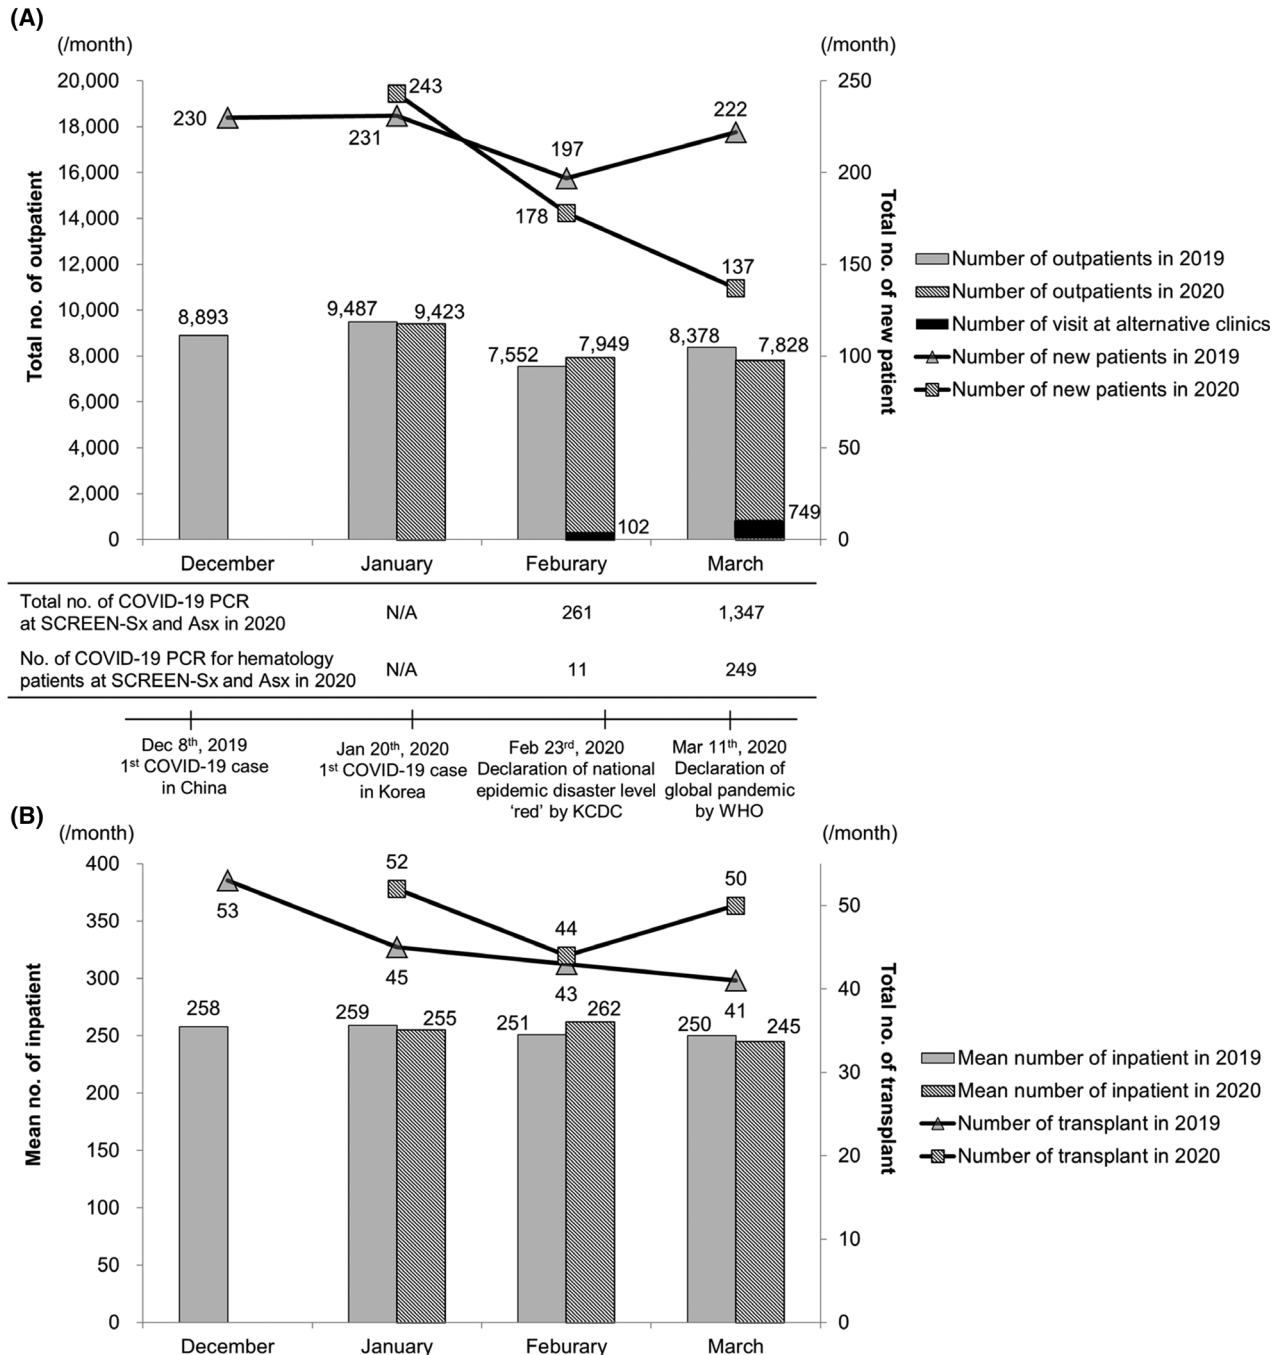 (A)
(/month)
(/month)
20,000
18,000
16,000
14,000
12,000
10,000
8,000
6,000
4,000
2,000
0
Total no. of outpatient
250
200
150
100
50
0
Total no. of new patient
230
231
243
197
178
222
137
8,893
9,487
9,423
7,552
7,949
102
8,378
7,828
749
December
January
Feburary
March
Number of outpatients in 2019
Number of outpatients in 2020
Number of visit at alternative clinics
Number of new patients in 2019
Number of new patients in 2020
Total no. of COVID-19 PCR
at SCREEN-Sx and Asx in 2020
N/A
261
1,347
No. of COVID-19 PCR for hematology
patients at SCREEN-Sx and Asx in 2020
N/A
11
249
Dec 8th, 2019
1st COVID-19 case
in China
Jan 20th, 2020
1st COVID-19 case
in Korea
Feb 23rd, 2020
Declaration of national
epidemic disaster level
‘red’ by KCDC
Mar 11th, 2020
Declaration of
global pandemic
by WHO
(B)
(/month)
(/month)
400
350
300
250
200
150
100
50
0
Mean no. of inpatient
50
40
30
20
10
0
Total no. of transplant
53
52
45
44
43
50
41
258
259
255
251
262
250
245
December
January
Feburary
March
Mean number of inpatient in 2019
Mean number of inpatient in 2020
Number of transplant in 2019
Number of transplant in 2020